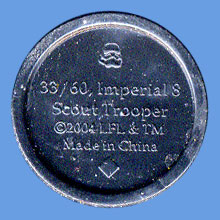 33/60, Imperial 8
Scout Trooper
©2004 LFL & TM
Made in China